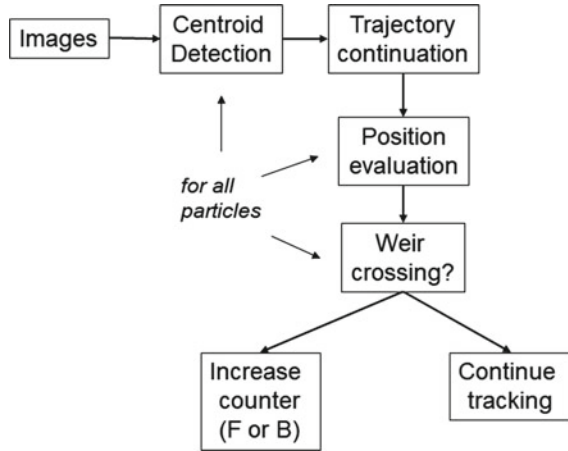 Images
Centroid
Detection
Trajectory
continuation
Position
evaluation
for all
particles
Weir
crossing?
Increase
counter
(F or B)
Continue
tracking